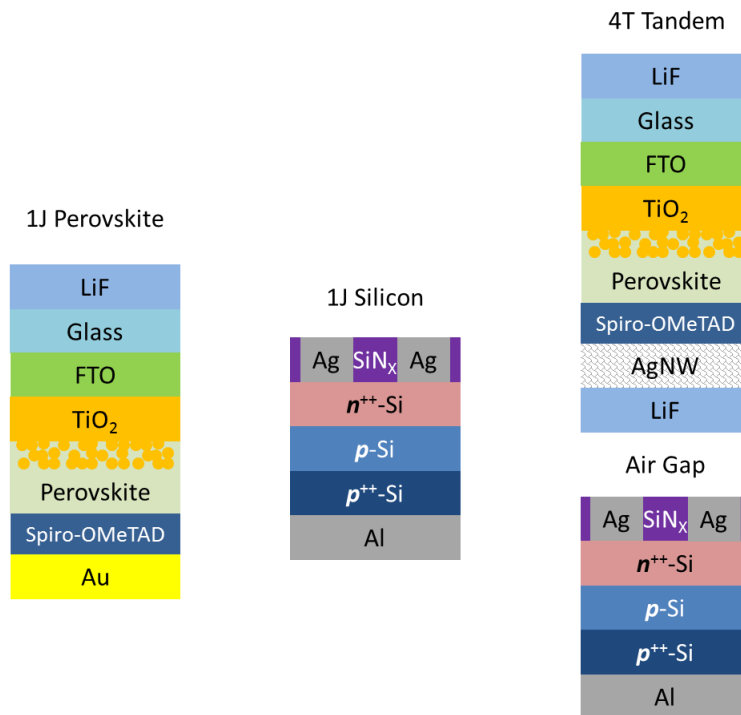 1J Perovskite
LiF
Glass
FTO
TiO₂
Perovskite
Spiro-OMeTAD
Au
1J Silicon
Ag SiNₓ Ag
n⁺⁺-Si
p-Si
p⁺⁺-Si
Al
4T Tandem
LiF
Glass
FTO
TiO₂
Perovskite
Spiro-OMeTAD
AgNW
LiF
Air Gap
Ag SiNₓ Ag
n⁺⁺-Si
p-Si
p⁺⁺-Si
Al